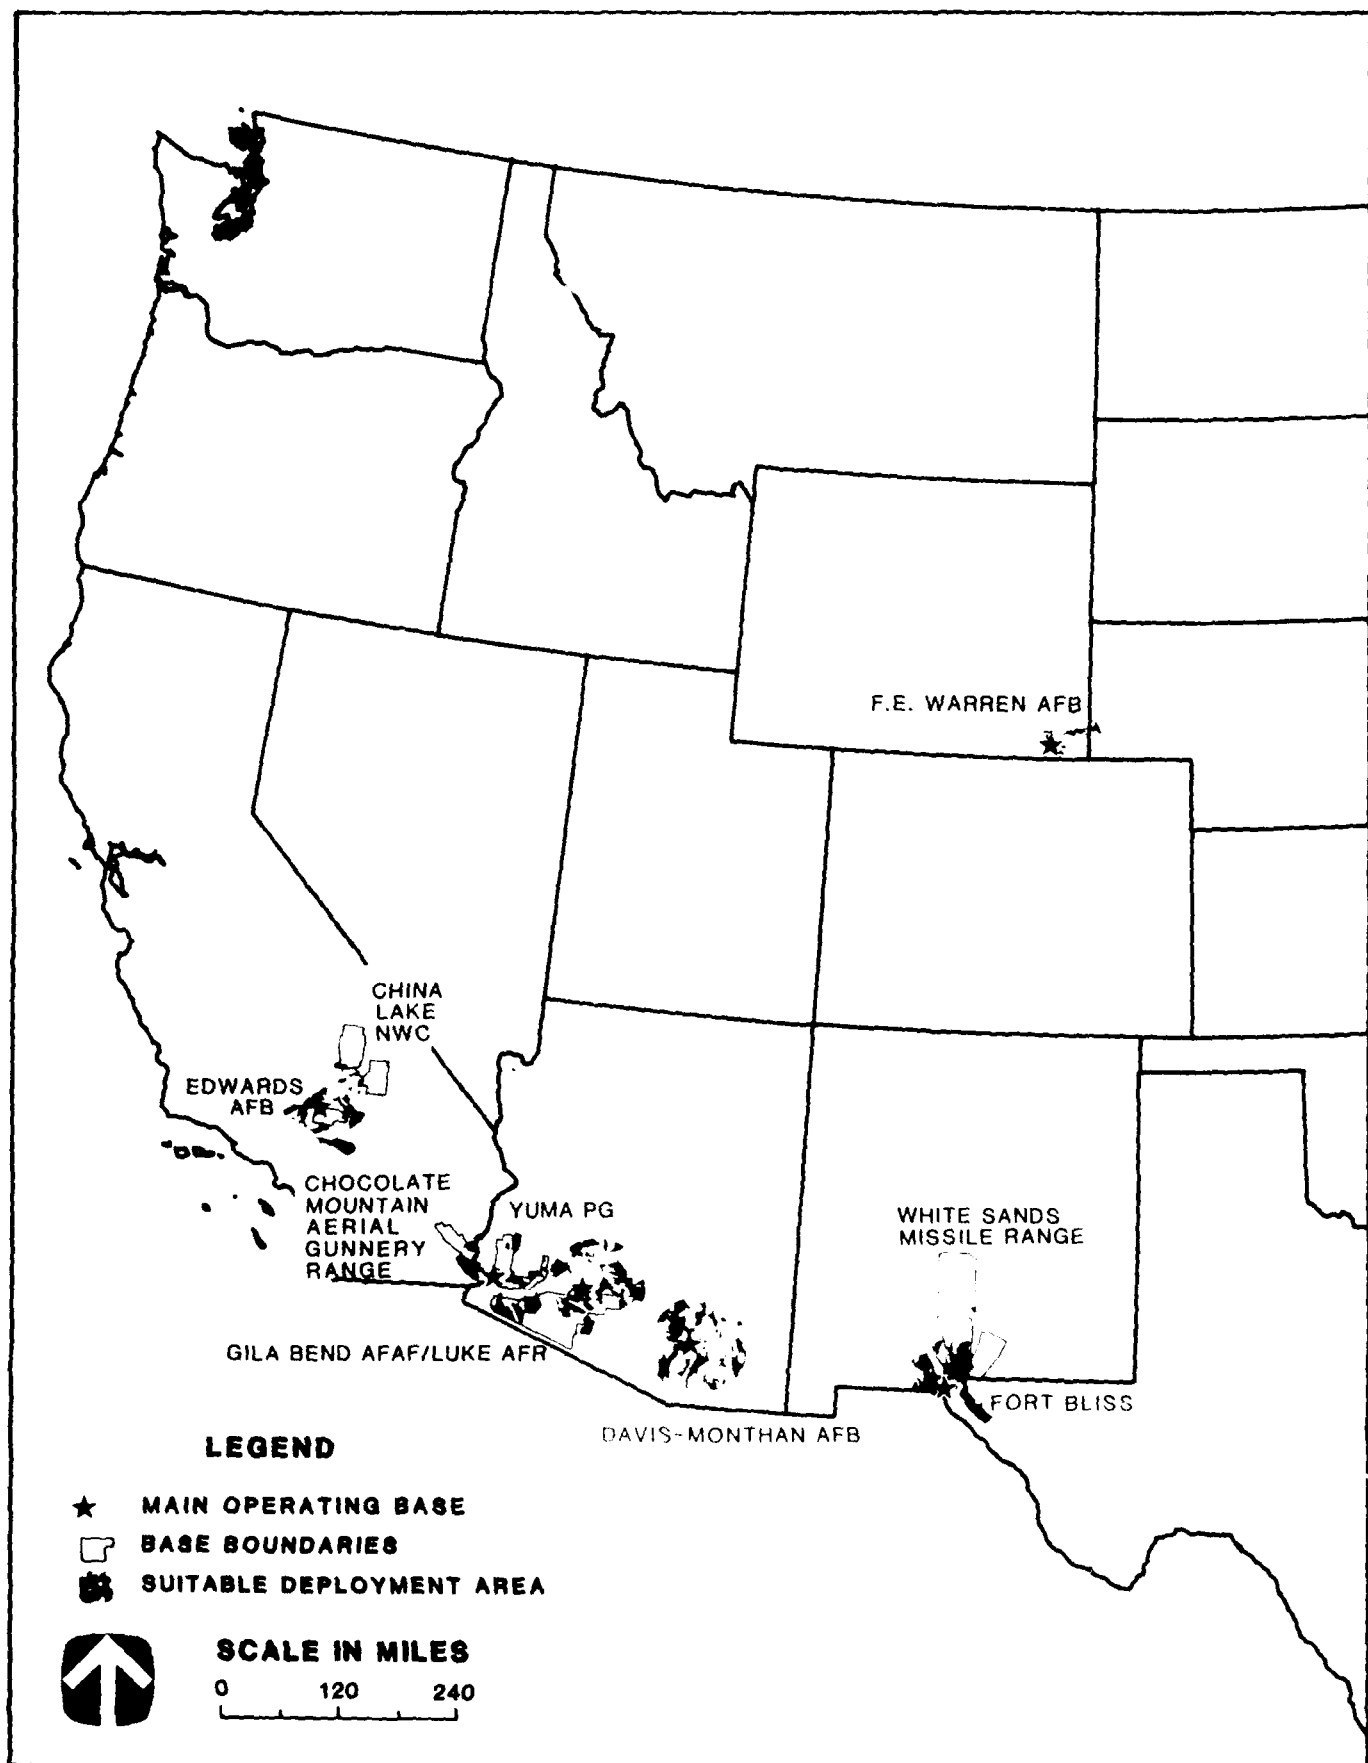 F.E. WARREN AFB
CHINA
LAKE
NWC
EDWARDS
AFB
CHOCOLATE
MOUNTAIN
AERIAL
GUNNERY
RANGE
YUMA PG
WHITE SANDS
MISSILE RANGE
GILA BEND AFAF/LUKE AFR
FORT BLISS
DAVIS-MONTHAN AFB
LEGEND
MAIN OPERATING BASE
BASE BOUNDARIES
SUITABLE DEPLOYMENT AREA
SCALE IN MILES
0 120 240